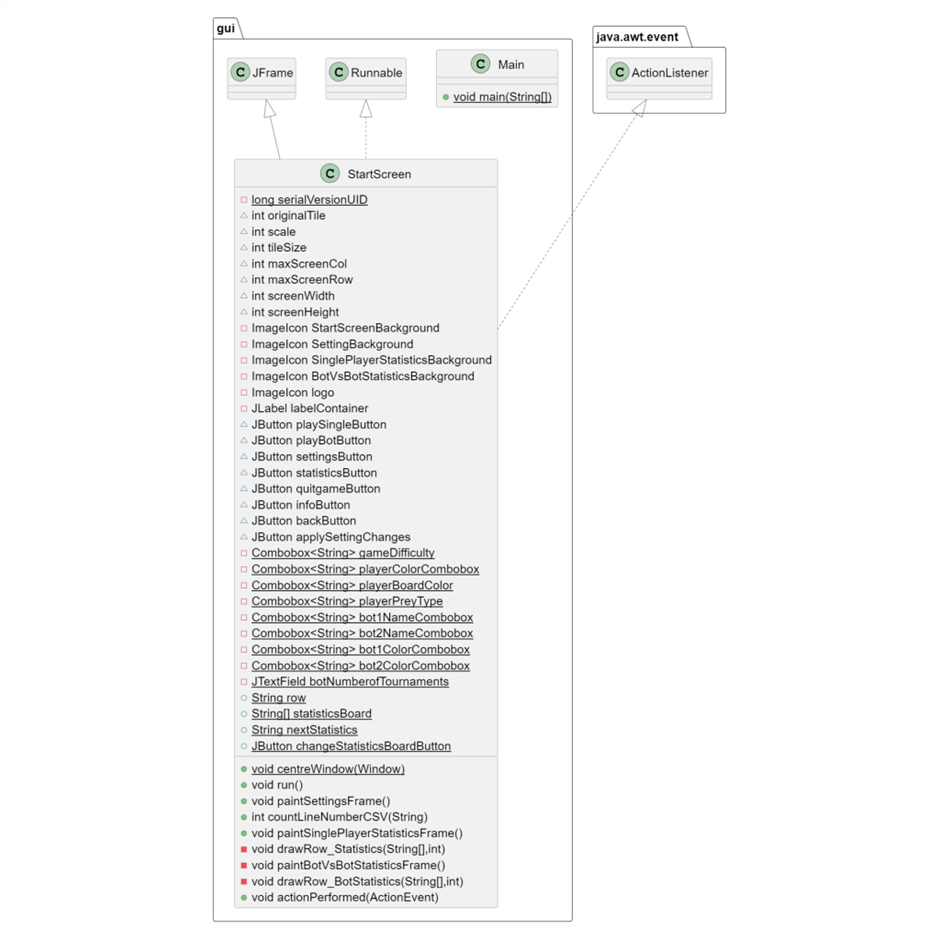 gui
java.awt.event
C JFrame
C Runnable
C Main
void main(String[])
C ActionListener
C StartScreen
long serialVersionUID
int originalTile
int scale
int tileSize
int maxScreenCol
int maxScreenRow
int screenWidth
int screenHeight
ImageIcon StartScreenBackground
ImageIcon SettingBackground
ImageIcon SinglePlayerStatisticsBackground
ImageIcon BotVsBotStatisticsBackground
ImageIcon logo
JLabel labelContainer
JButton playSingleButton
JButton playBotButton
JButton settingsButton
JButton statisticsButton
JButton quitgameButton
JButton infoButton
JButton backButton
JButton applySettingChanges
Combobox<String> gameDifficulty
Combobox<String> playerColorCombobox
Combobox<String> playerBoardColor
Combobox<String> playerPreyType
Combobox<String> bot1NameCombobox
Combobox<String> bot2NameCombobox
Combobox<String> bot1ColorCombobox
Combobox<String> bot2ColorCombobox
JTextField botNumberofTournaments
String row
String[] statisticsBoard
String nextStatistics
JButton changeStatisticsBoardButton
void centreWindow(Window)
void run()
void paintSettingsFrame()
int countLineNumberCSV(String)
void paintSinglePlayerStatisticsFrame()
void drawRow_Statistics(String[],int)
void paintBotVsBotStatisticsFrame()
void drawRow_BotStatistics(String[],int)
void actionPerformed(ActionEvent)